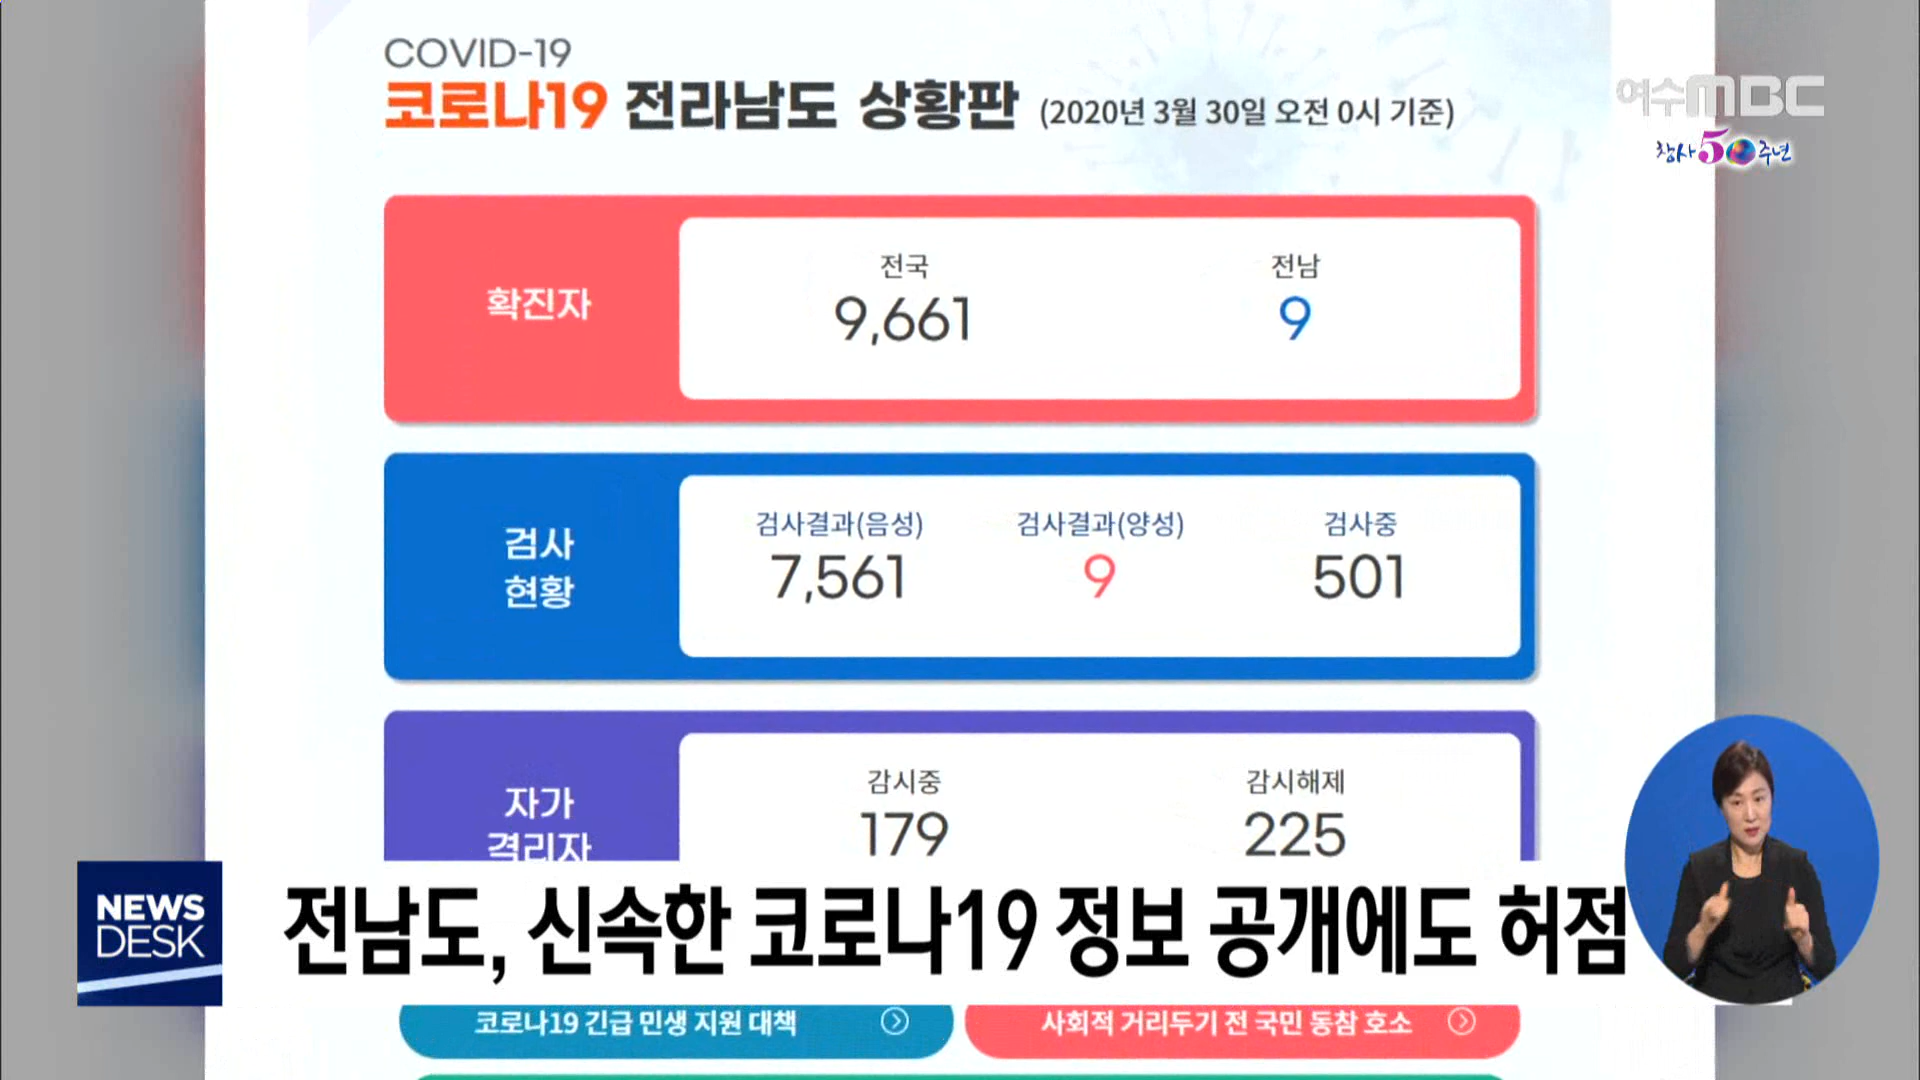 COVID-19
코로나19 전라남도 상황판 (2020년 3월 30일 오전 0시 기준)
여수MBC
창사50주년
확진자
전국
전남
9,661
9
검사
현황
검사결과(음성)
검사결과(양성)
검사중
7,561
9
501
자가
격리자
감시중
감시해제
179
225
NEWS
DESK
전남도, 신속한 코로나19 정보 공개에도 허점
코로나19 긴급 민생 지원 대책
사회적 거리두기 전 국민 동참 호소